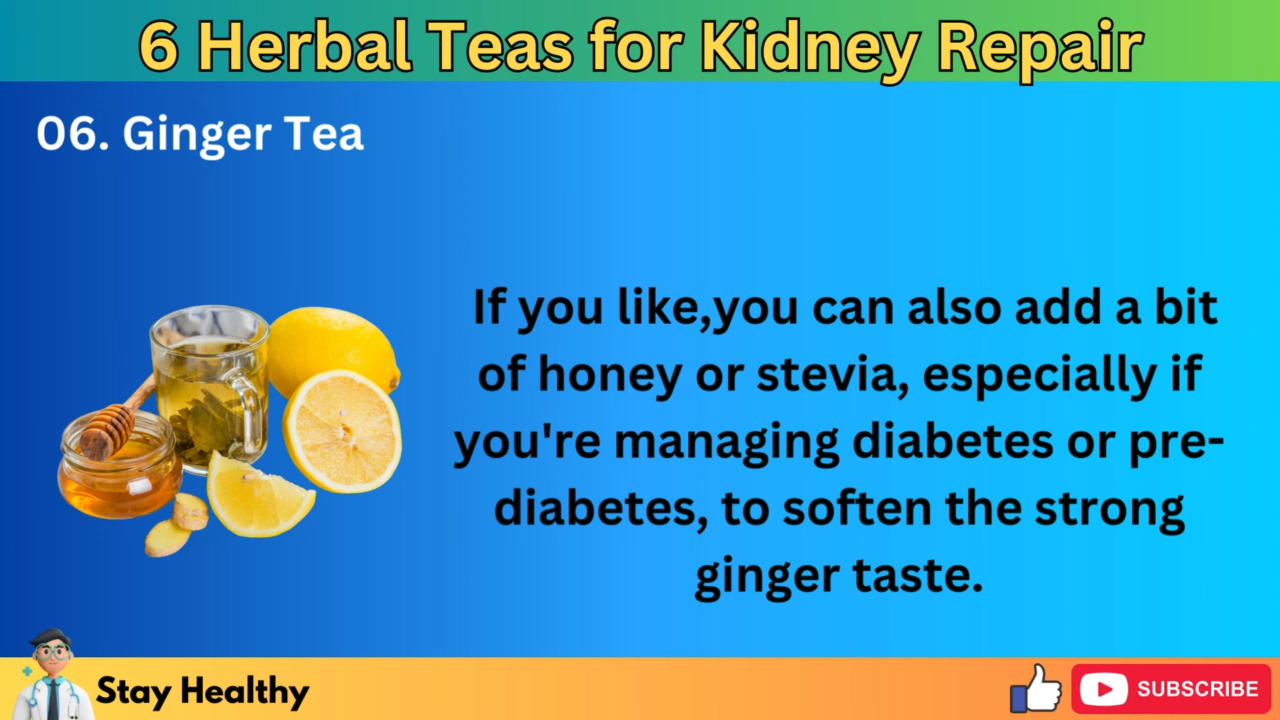 6 Herbal Teas for Kidney Repair
06. Ginger Tea
If you like,you can also add a bit
of honey or stevia, especially if
you're managing diabetes or pre-
diabetes, to soften the strong
ginger taste.
Stay Healthy
SUBSCRIBE